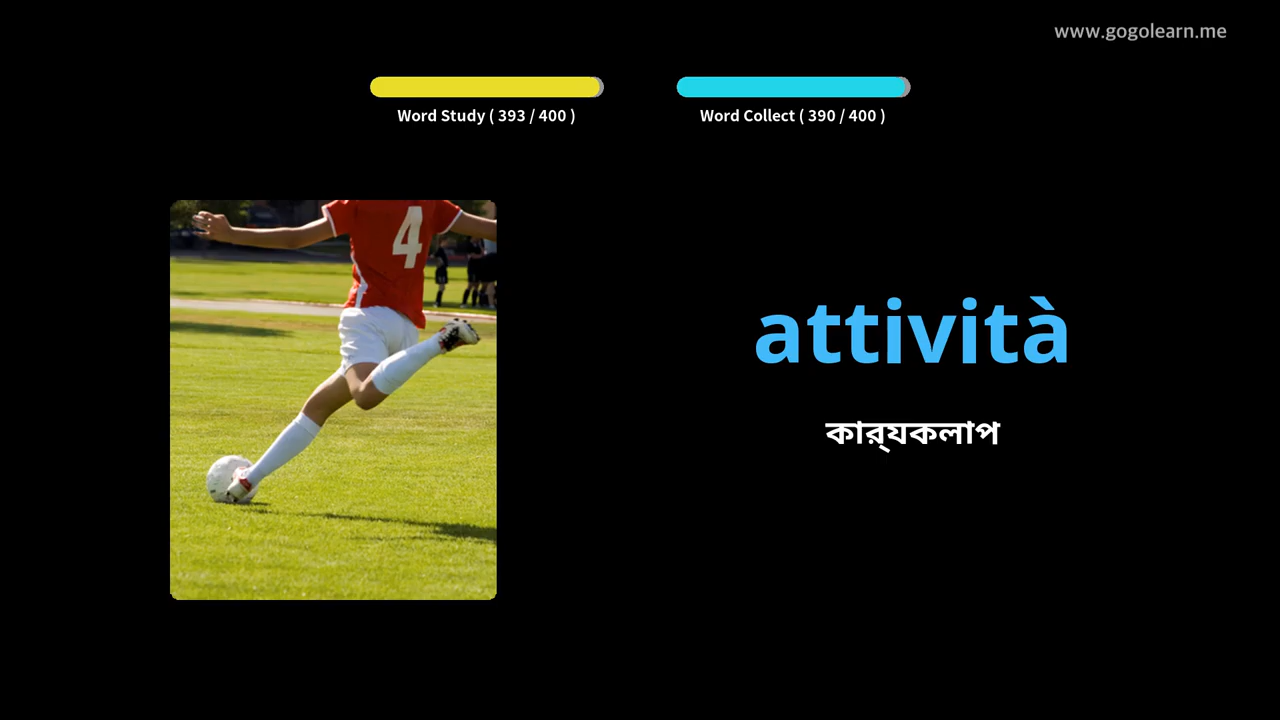 www.gogolearn.me
Word Study ( 393 / 400 )
Word Collect ( 390 / 400 )
4
attività
কার্যকলাপ